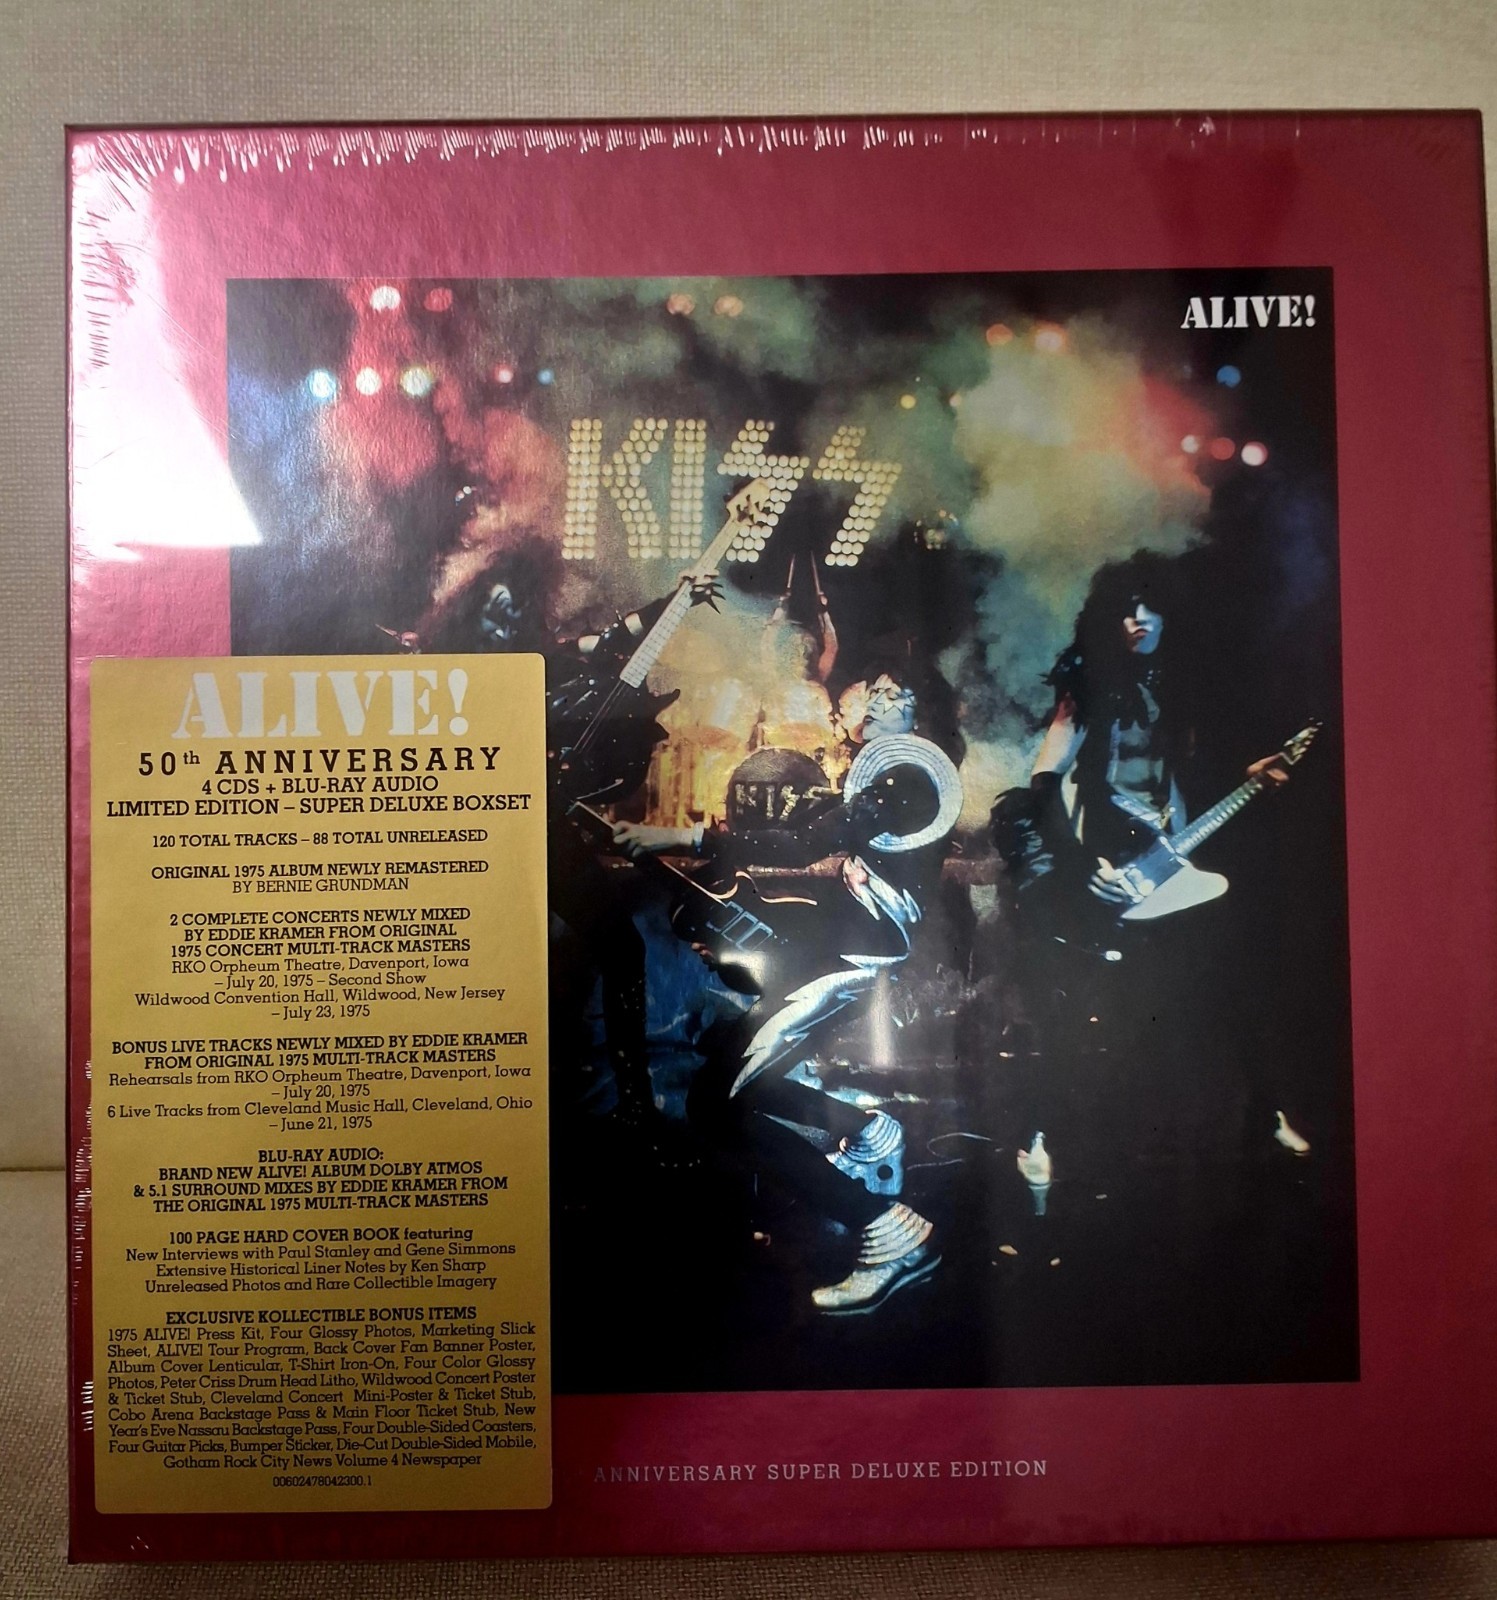 ALIVE!
KISS
KISS
ALIVE!
50th ANNIVERSARY
4 CDS + BLU-RAY AUDIO
LIMITED EDITION – SUPER DELUXE BOXSET
120 TOTAL TRACKS – 88 TOTAL UNRELEASED
ORIGINAL 1975 ALBUM NEWLY REMASTERED
BY BERNIE GRUNDMAN
2 COMPLETE CONCERTS NEWLY MIXED
BY EDDIE KRAMER FROM ORIGINAL
1975 CONCERT MULTI-TRACK MASTERS
RKO Orpheum Theatre, Davenport, Iowa
– July 20, 1975 – Second Show
Wildwood Convention Hall, Wildwood, New Jersey
– July 23, 1975
BONUS LIVE TRACKS NEWLY MIXED BY EDDIE KRAMER
FROM ORIGINAL 1975 MULTI-TRACK MASTERS
Rehearsals from RKO Orpheum Theatre, Davenport, Iowa
– July 20, 1975
6 Live Tracks from Cleveland Music Hall, Cleveland, Ohio
– June 21, 1975
BLU-RAY AUDIO:
BRAND NEW ALIVE! ALBUM DOLBY ATMOS
& 5.1 SURROUND MIXES BY EDDIE KRAMER FROM
THE ORIGINAL 1975 MULTI-TRACK MASTERS
100 PAGE HARD COVER BOOK featuring
New Interviews with Paul Stanley and Gene Simmons
Extensive Historical Liner Notes by Ken Sharp
Unreleased Photos and Rare Collectible Imagery
EXCLUSIVE KOLLECTIBLE BONUS ITEMS
1975 ALIVE! Press Kit, Four Glossy Photos, Marketing Slick
Sheet, ALIVE! Tour Program, Back Cover Fan Banner Poster,
Album Cover Lenticular, T-Shirt Iron-On, Four Color Glossy
Photos, Peter Criss Drum Head Litho, Wildwood Concert Poster
& Ticket Stub, Cleveland Concert Mini-Poster & Ticket Stub,
Cobo Arena Backstage Pass & Main Floor Ticket Stub, New
Year's Eve Nassau Backstage Pass, Four Double-Sided Coasters,
Four Guitar Picks, Bumper Sticker, Die-Cut Double-Sided Mobile,
Gotham Rock City News Volume 4 Newspaper
00602478042300.1
ANNIVERSARY SUPER DELUXE EDITION